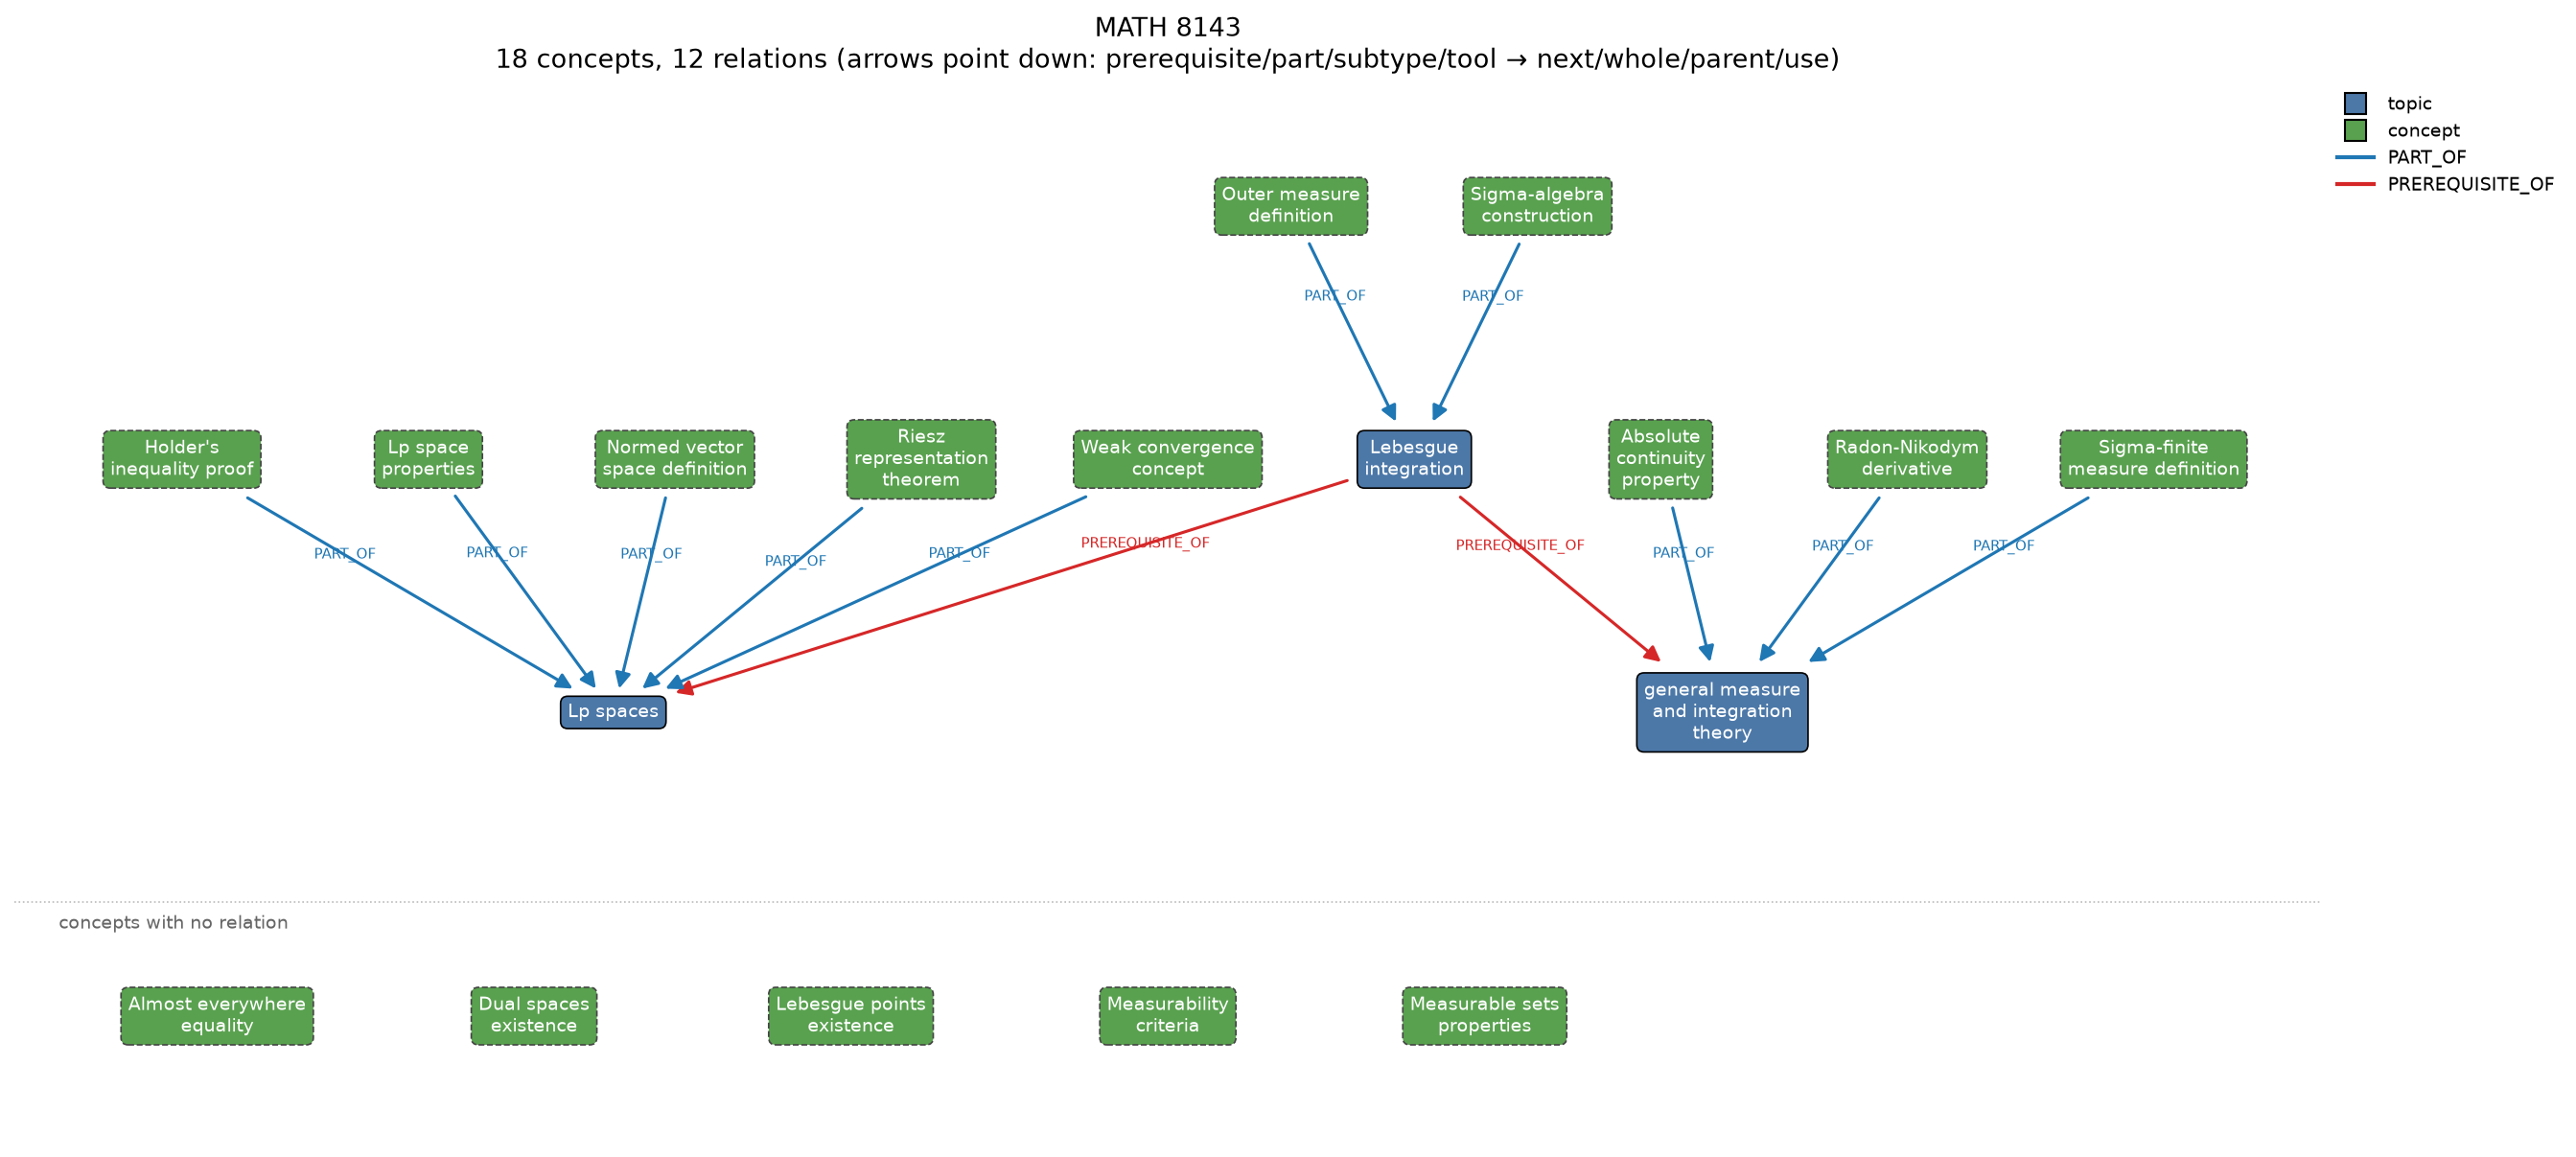 MATH 8143
18 concepts, 12 relations (arrows point down: prerequisite/part/subtype/tool → next/whole/parent/use)
topic
concept
PART_OF
PREREQUISITE_OF
Outer measure
definition
Sigma-algebra
construction
PART_OF
PART_OF
Holder's
inequality proof
Lp space
properties
Normed vector
space definition
Riesz
representation
theorem
Weak convergence
concept
Lebesgue
integration
Absolute
continuity
property
Radon-Nikodym
derivative
Sigma-finite
measure definition
PART_OF
PART_OF
PART_OF
PART_OF
PART_OF
PREREQUISITE_OF
PREREQUISITE_OF
PART_OF
PART_OF
PART_OF
Lp spaces
general measure
and integration
theory
concepts with no relation
Almost everywhere
equality
Dual spaces
existence
Lebesgue points
existence
Measurability
criteria
Measurable sets
properties